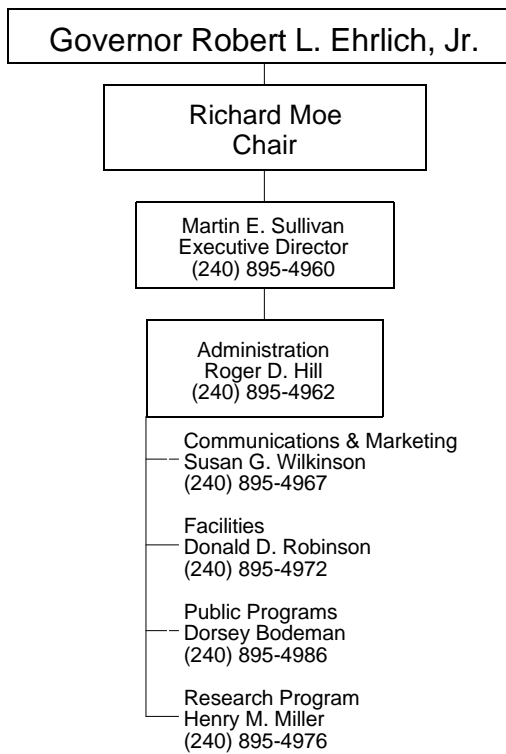 Governor Robert L. Ehrlich, Jr.
Richard Moe
Chair
Martin E. Sullivan
Executive Director
(240) 895-4960
Administration
Roger D. Hill
(240) 895-4962
Communications & Marketing
Susan G. Wilkinson
(240) 895-4967
Facilities
Donald D. Robinson
(240) 895-4972
Public Programs
Dorsey Bodeman
(240) 895-4986
Research Program
Henry M. Miller
(240) 895-4976